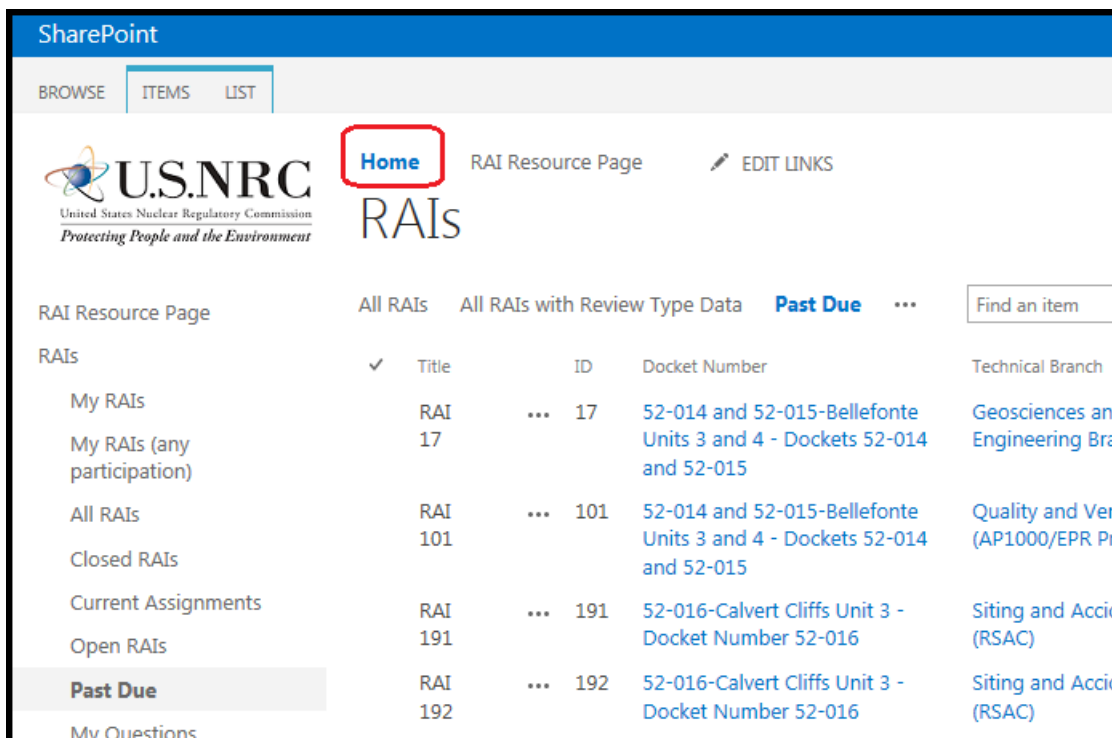 SharePoint
BROWSE ITEMS LIST
U.S.NRC
United States Nuclear Regulatory Commission
Protecting People and the Environment
Home RAI Resource Page EDIT LINKS
RAIs
RAI Resource Page
RAIs
My RAIs
My RAIs (any
participation)
All RAIs
Closed RAIs
Current Assignments
Open RAIs
Past Due
My Questions
All RAIs All RAIs with Review Type Data Past Due ••• Find an item
✓ Title ID Docket Number Technical Branch
RAI ••• 17 52-014 and 52-015-Bellefonte Geosciences an
17 Units 3 and 4 - Dockets 52-014 Engineering Bra
and 52-015
RAI ••• 101 52-014 and 52-015-Bellefonte Quality and Ver
101 Units 3 and 4 - Dockets 52-014 (AP1000/EPR Pr
and 52-015
RAI ••• 191 52-016-Calvert Cliffs Unit 3 - Siting and Accid
191 Docket Number 52-016 (RSAC)
RAI ••• 192 52-016-Calvert Cliffs Unit 3 - Siting and Accid
192 Docket Number 52-016 (RSAC)